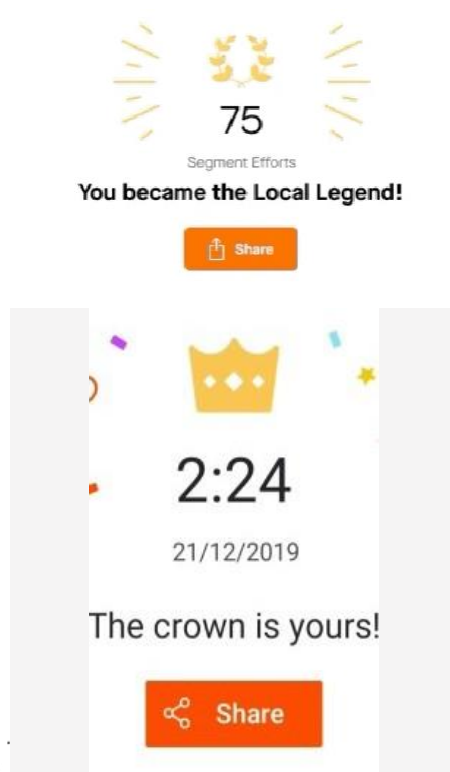 75
Segment Efforts
You became the Local Legend!
Share
2:24
21/12/2019
The crown is yours!
Share